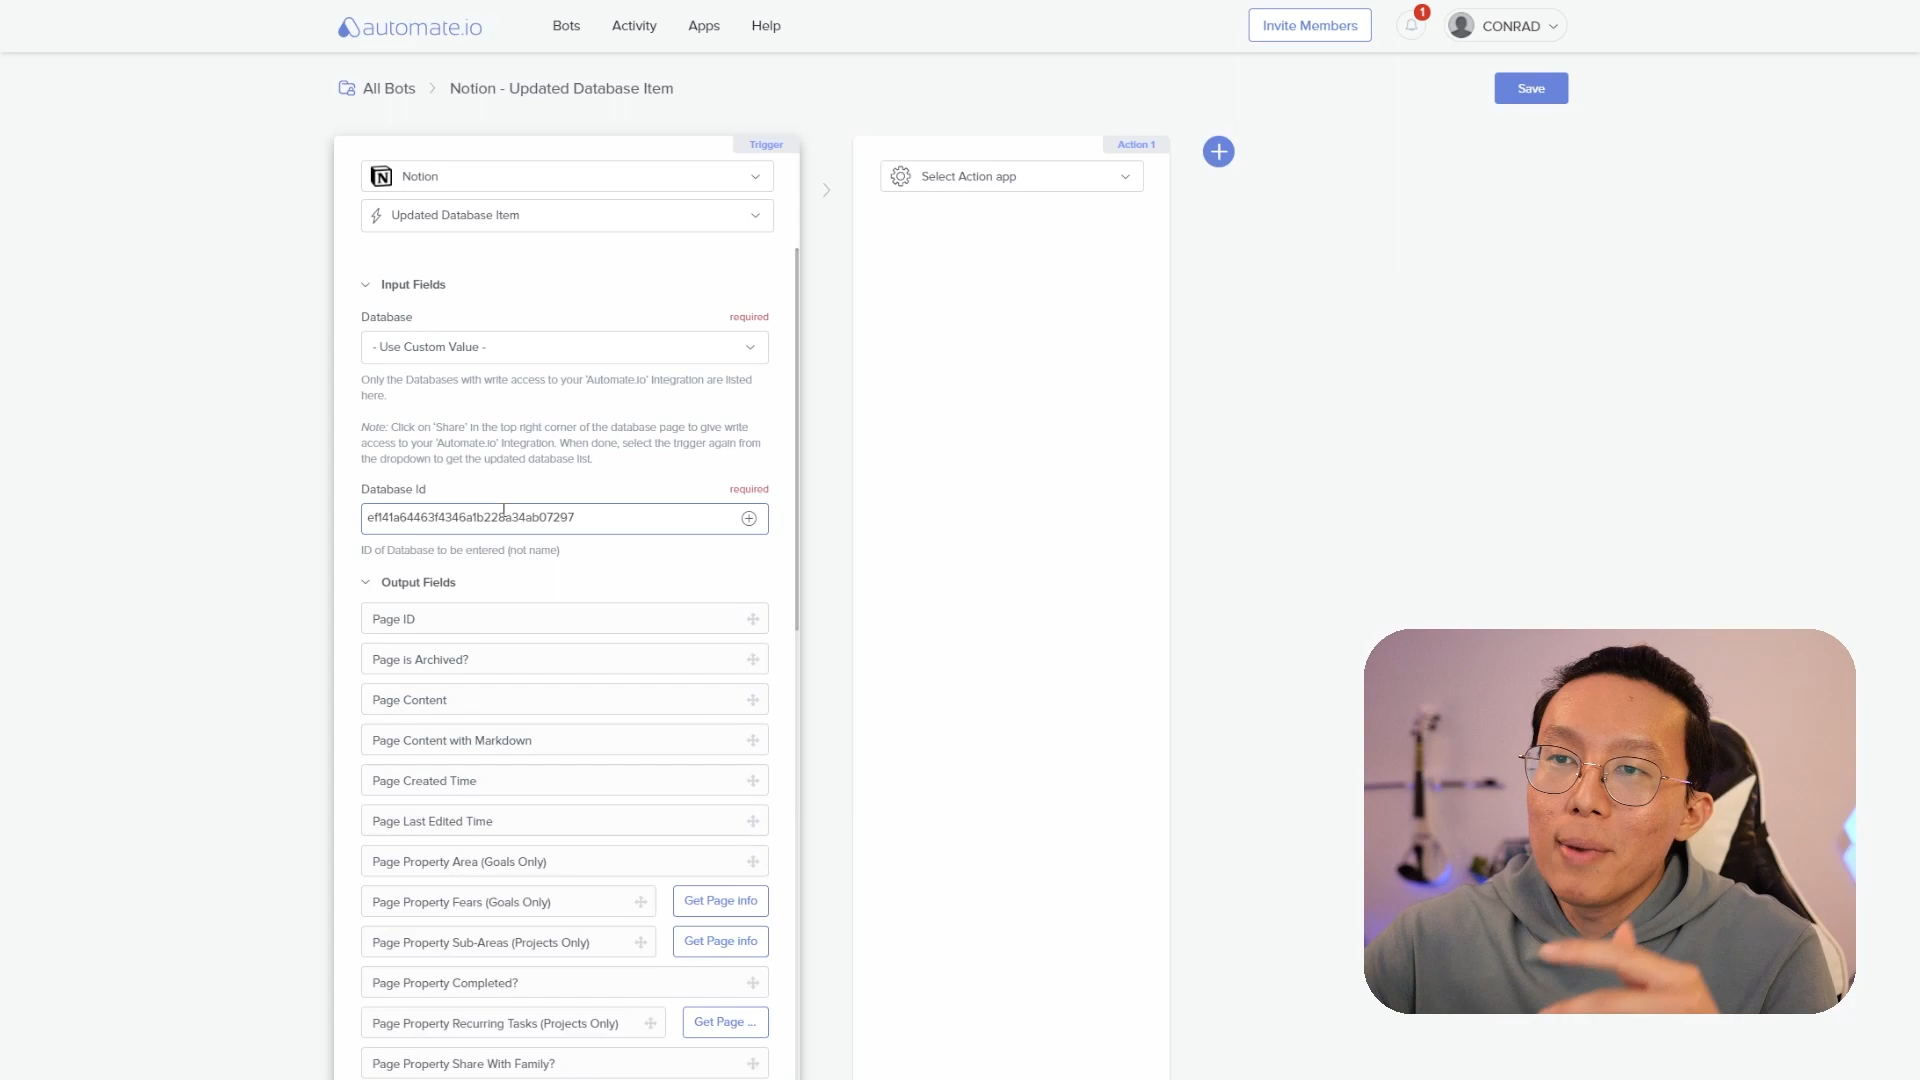 automate.io
Bots
Activity
Apps
Help
Invite Members
1
CONRAD
All Bots
Notion - Updated Database Item
Save
Trigger
Notion
Updated Database Item
Input Fields
Database
required
- Use Custom Value -
Only the Databases with write access to your 'Automate.io' Integration are listed
here.
Note: Click on 'Share' in the top right corner of the database page to give write
access to your 'Automate.io' Integration. When done, select the trigger again from
the dropdown to get the updated database list.
Database Id
required
ef141a64463f4346a1b228a34ab07297
ID of Database to be entered (not name)
Output Fields
Page ID
Page is Archived?
Page Content
Page Content with Markdown
Page Created Time
Page Last Edited Time
Page Property Area (Goals Only)
Page Property Fears (Goals Only)
Get Page info
Page Property Sub-Areas (Projects Only)
Get Page info
Page Property Completed?
Page Property Recurring Tasks (Projects Only)
Get Page ...
Page Property Share With Family?
Action 1
Select Action app